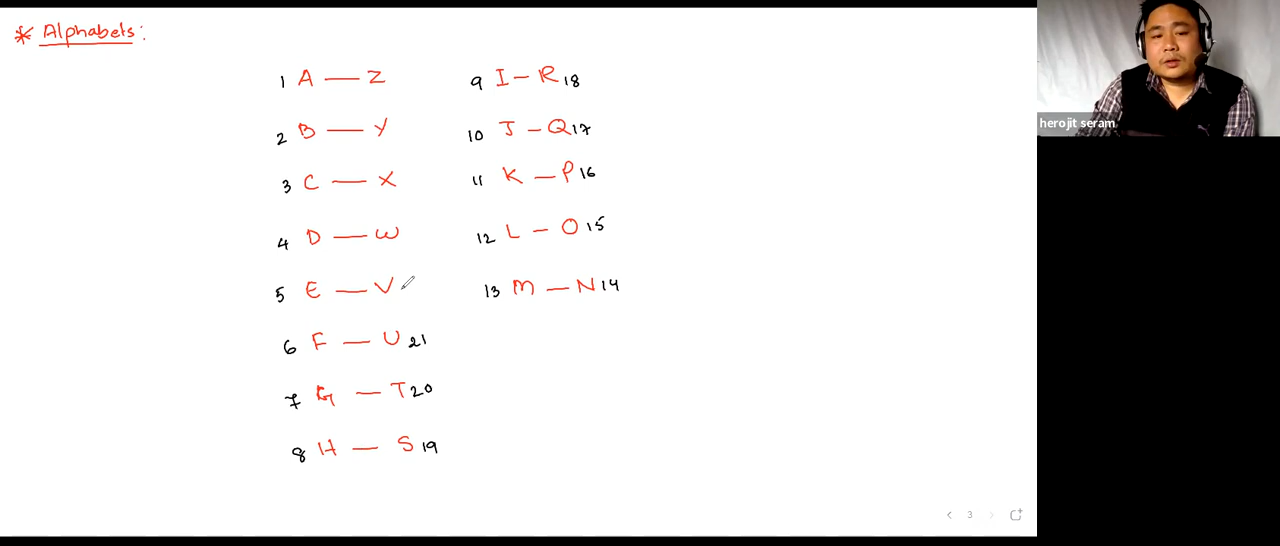 * Alphabets:
1 A — Z
2 B — Y
3 C — X
4 D — W
5 E — V
6 F — U 21
7 G — T 20
8 H — S 19
9 I — R 18
10 J — Q 17
11 K — P 16
12 L — O 15
13 M — N 14
herojit seram
3